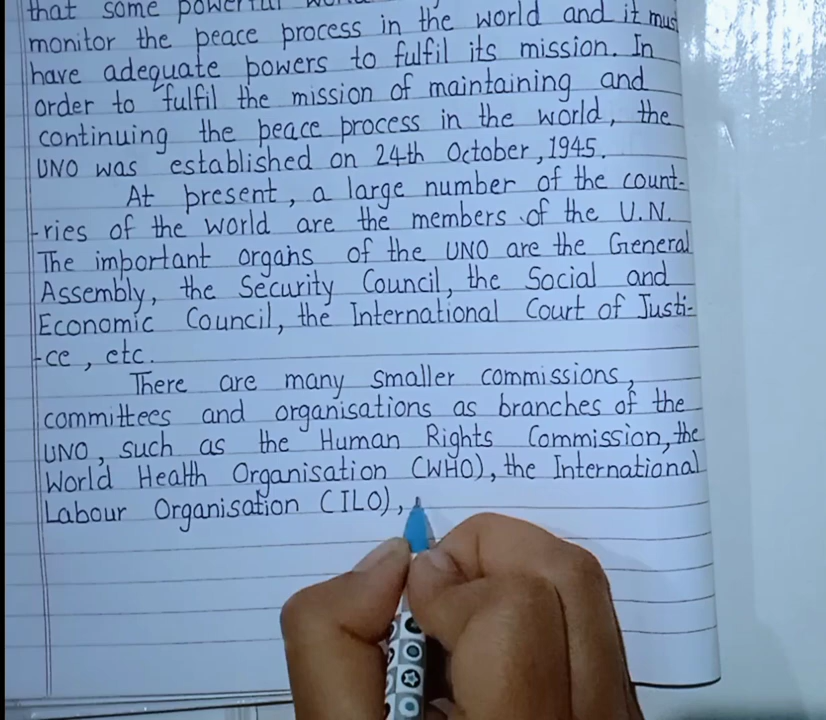 that some powerful
monitor the peace process in the world and it must
have adequate powers to fulfil its mission. In
order to fulfil the mission of maintaining and
continuing the peace process in the world, the
UNO was established on 24th October, 1945.
At present, a large number of the count-
-ries of the world are the members of the U.N.
The important organs of the UNO are the General
Assembly, the Security Council, the Social and
Economic Council, the International Court of Justi-
-ce, etc.
There are many smaller commissions,
committees and organisations as branches of the
UNO, such as the Human Rights Commission, the
World Health Organisation (WHO), the International
Labour Organisation (ILO),